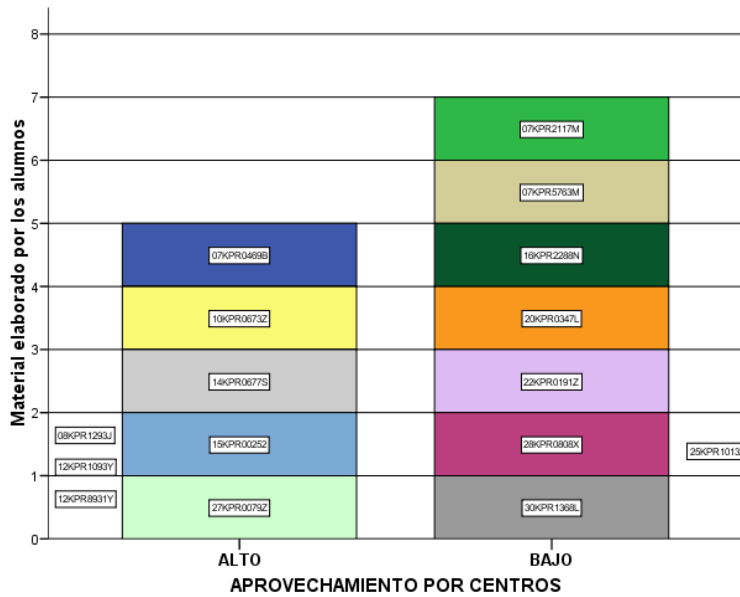 Material elaborado por los alumnos
8
7
6
5
4
3
2
1
0
07KPR0469B
10KPR0673Z
14KPR0677S
15KPR00252
27KPR0079Z
08KPR1293J
12KPR1093Y
12KPR8931Y
07KPR2117M
07KPR5763M
16KPR2288N
20KPR0347L
22KPR0191Z
28KPR0808X
30KPR1368L
ALTO
BAJO
APROVECHAMIENTO POR CENTROS